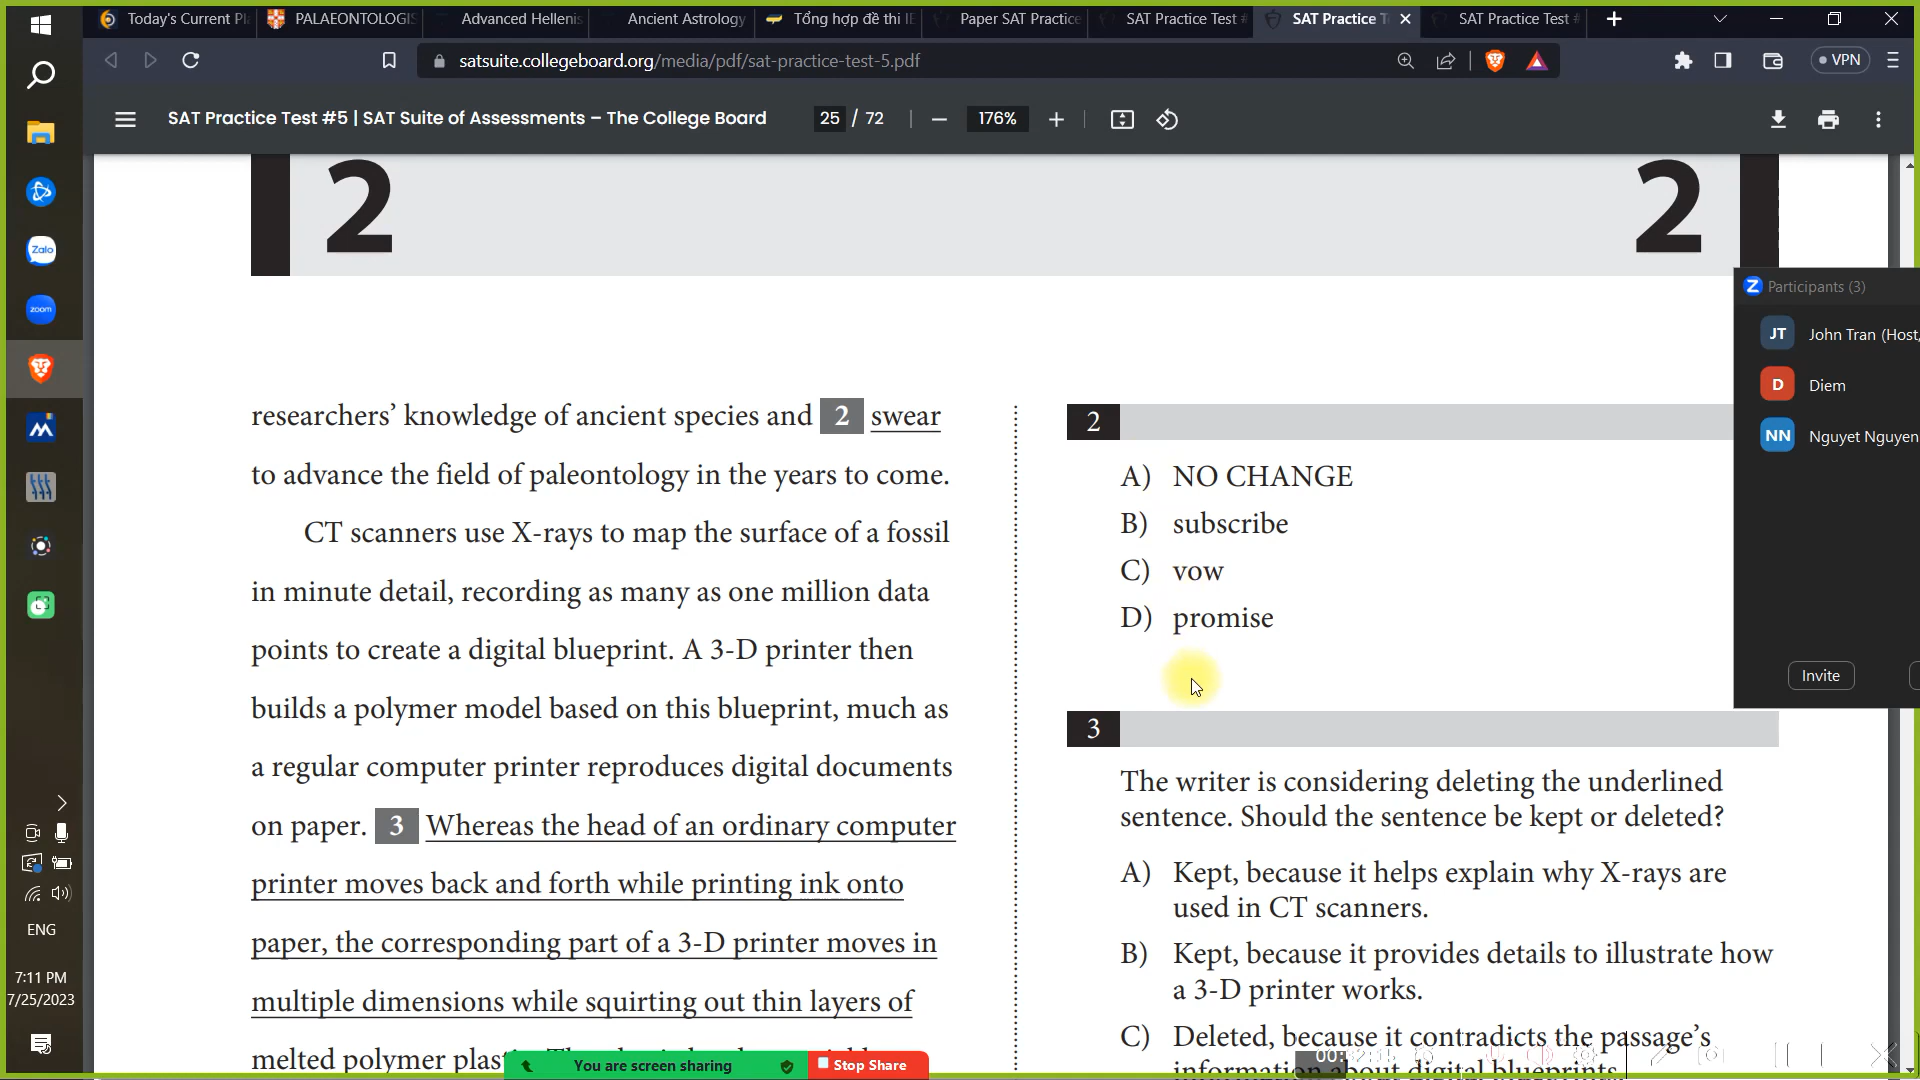 Today's Current Pl
PALAEONTOLOGIS
Advanced Hellenis
Ancient Astrology
Tổng hợp đề thi IE
Paper SAT Practice
SAT Practice Test #
SAT Practice T
SAT Practice Test #
satsuite.collegeboard.org/media/pdf/sat-practice-test-5.pdf
VPN
SAT Practice Test #5 | SAT Suite of Assessments – The College Board
25 / 72
176%
2
2
Participants (3)
JT John Tran (Host,
D Diem
NN Nguyet Nguyen
Invite
Zalo
zoom
researchers' knowledge of ancient species and 2 swear
to advance the field of paleontology in the years to come.
CT scanners use X-rays to map the surface of a fossil
in minute detail, recording as many as one million data
points to create a digital blueprint. A 3-D printer then
builds a polymer model based on this blueprint, much as
a regular computer printer reproduces digital documents
on paper. 3 Whereas the head of an ordinary computer
printer moves back and forth while printing ink onto
paper, the corresponding part of a 3-D printer moves in
multiple dimensions while squirting out thin layers of
melted polymer plast
2
A) NO CHANGE
B) subscribe
C) vow
D) promise
3
The writer is considering deleting the underlined
sentence. Should the sentence be kept or deleted?
A) Kept, because it helps explain why X-rays are
used in CT scanners.
B) Kept, because it provides details to illustrate how
a 3-D printer works.
C) Deleted, because it contradicts the passage's
information about digital blueprints.
ENG
7:11 PM
7/25/2023
You are screen sharing
Stop Share